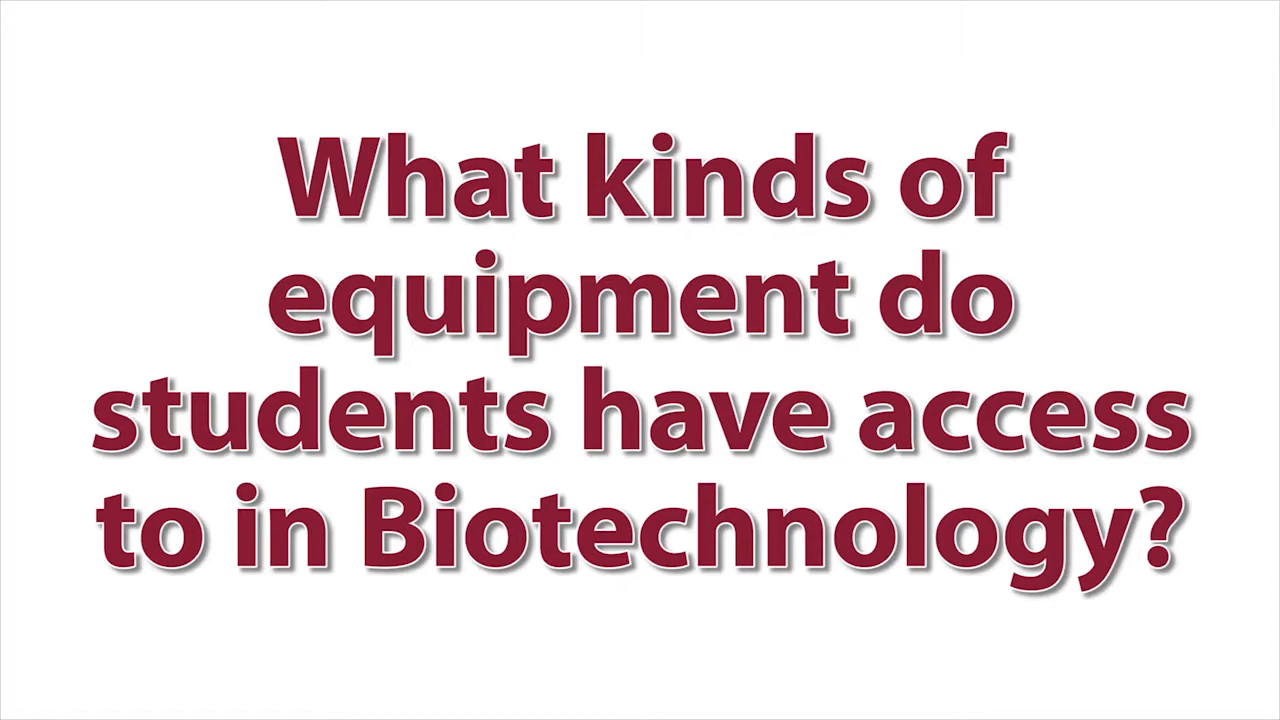 What kinds of
equipment do
students have access
to in Biotechnology?